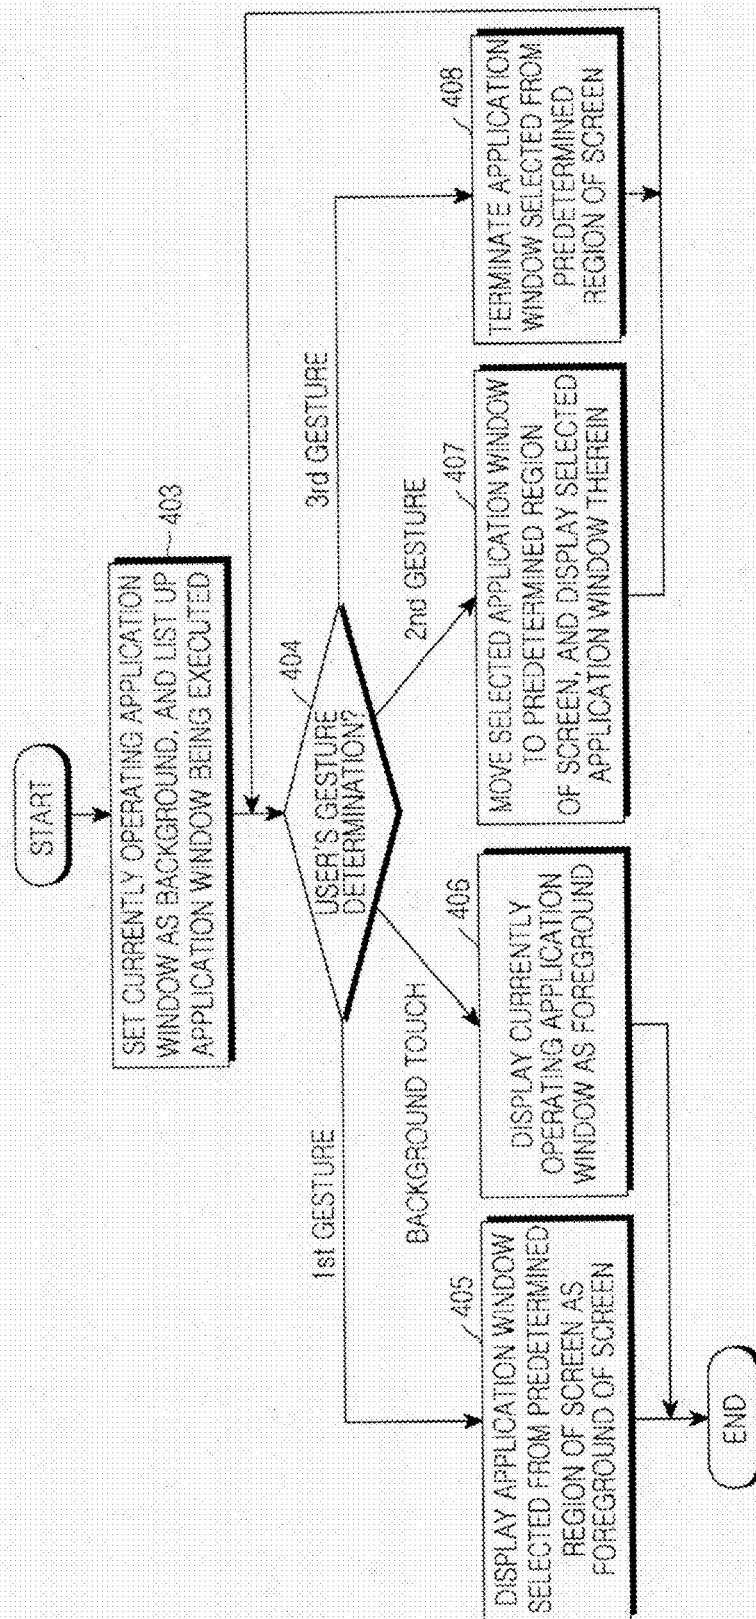 START
403
SET CURRENTLY OPERATING APPLICATION
WINDOW AS BACKGROUND, AND LIST UP
APPLICATION WINDOW BEING EXECUTED
404
USER'S GESTURE
DETERMINATION?
1st GESTURE
BACKGROUND TOUCH
2nd GESTURE
3rd GESTURE
405
DISPLAY APPLICATION WINDOW
SELECTED FROM PREDETERMINED
REGION OF SCREEN AS
FOREGROUND OF SCREEN
406
DISPLAY CURRENTLY
OPERATING APPLICATION
WINDOW AS FOREGROUND
407
MOVE SELECTED APPLICATION WINDOW
TO PREDETERMINED REGION
OF SCREEN, AND DISPLAY SELECTED
APPLICATION WINDOW THEREIN
408
TERMINATE APPLICATION
WINDOW SELECTED FROM
PREDETERMINED
REGION OF SCREEN
END